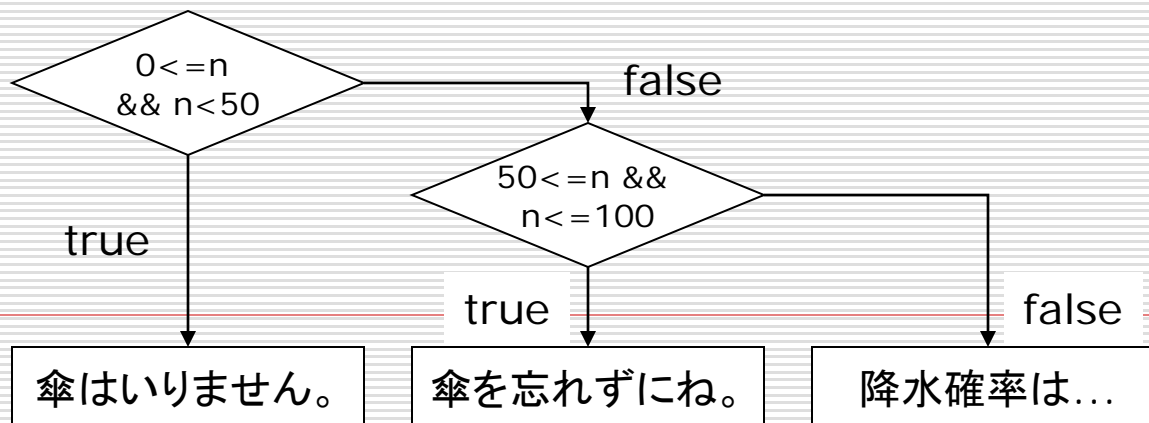 0<=n
&& n<50
false
50<=n &&
n<=100
true
true
false
傘はいりません。
傘を忘れずにね。
降水確率は…